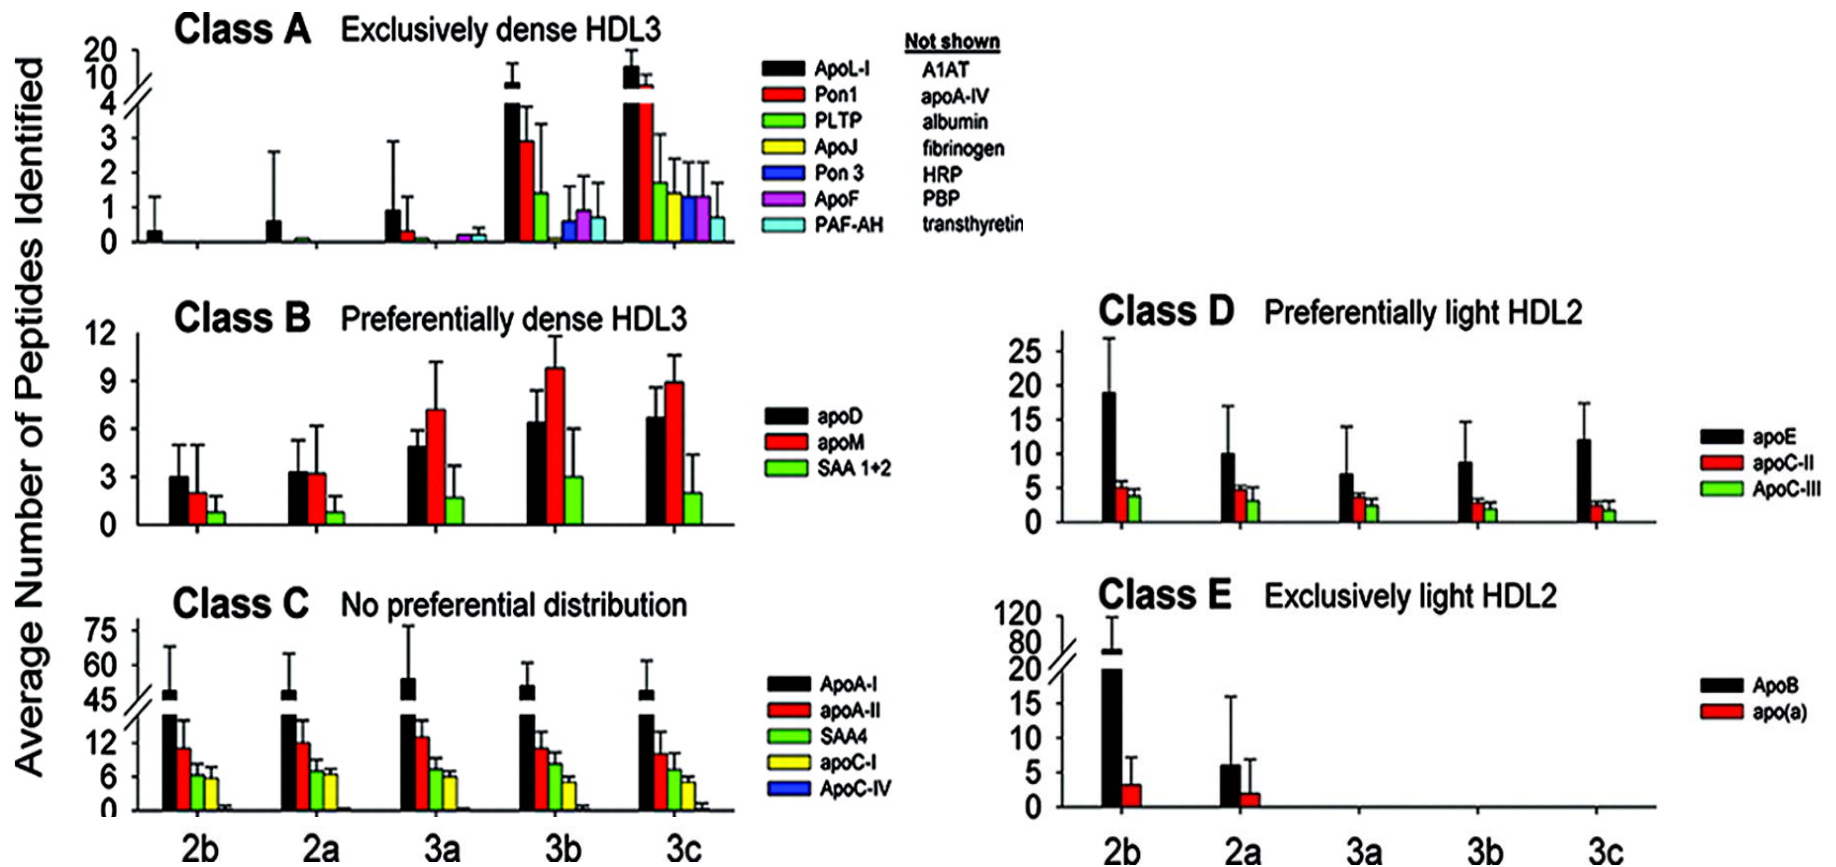 Average Number of Peptides Identified
Class A Exclusively dense HDL3
20
10
4
3
2
1
0
ApoL-I
Pon1
PLTP
ApoJ
Pon 3
ApoF
PAF-AH
Not shown
A1AT
apoA-IV
albumin
fibrinogen
HRP
PBP
transthyretin
Class B Preferentially dense HDL3
12
9
6
3
0
apoD
apoM
SAA 1+2
Class C No preferential distribution
75
60
45
12
6
0
ApoA-I
apoA-II
SAA4
apoC-I
ApoC-IV
2b 2a 3a 3b 3c
Class D Preferentially light HDL2
25
20
15
10
5
0
apoE
apoC-II
ApoC-III
Class E Exclusively light HDL2
120
80
20
15
10
5
0
ApoB
apo(a)
2b 2a 3a 3b 3c